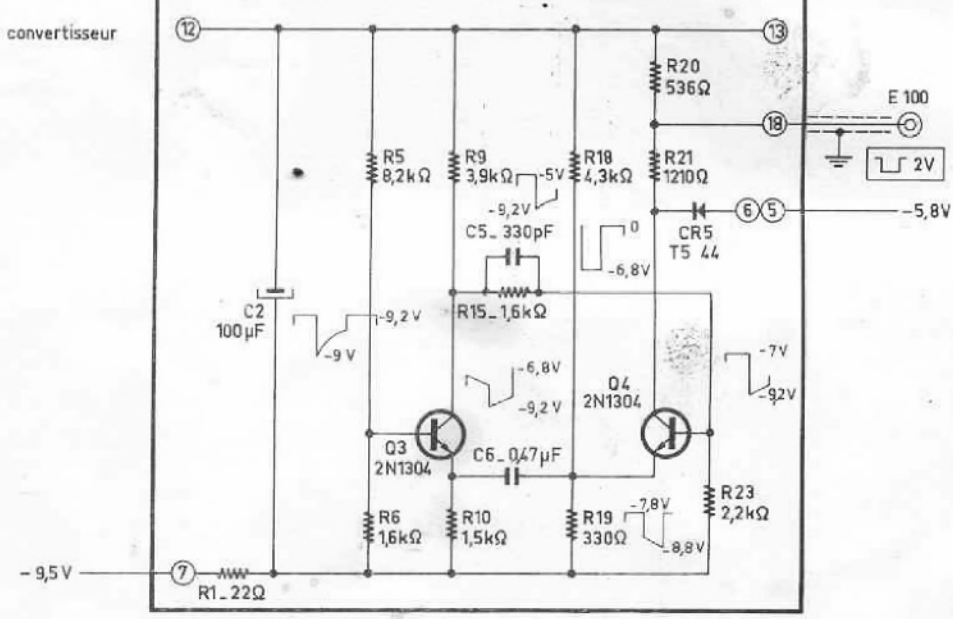 convertisseur
12
13
R20
536Ω
E 100
18
R5
8,2kΩ
R9
3,9kΩ
-5V
-9,2V
R18
4,3kΩ
R21
1210Ω
2V
C5_330pF
0
-6,8V
6
5
-5,8V
CR5
T5 44
R15_1,6kΩ
C2
100µF
-9,2V
-9V
-6,8V
-9,2V
-7V
-9,2V
Q4
2N1304
Q3
2N1304
C6_0,47µF
R6
1,6kΩ
R10
1,5kΩ
R19
330Ω
-7,8V
-8,8V
R23
2,2kΩ
-9,5V
7
R1_22Ω